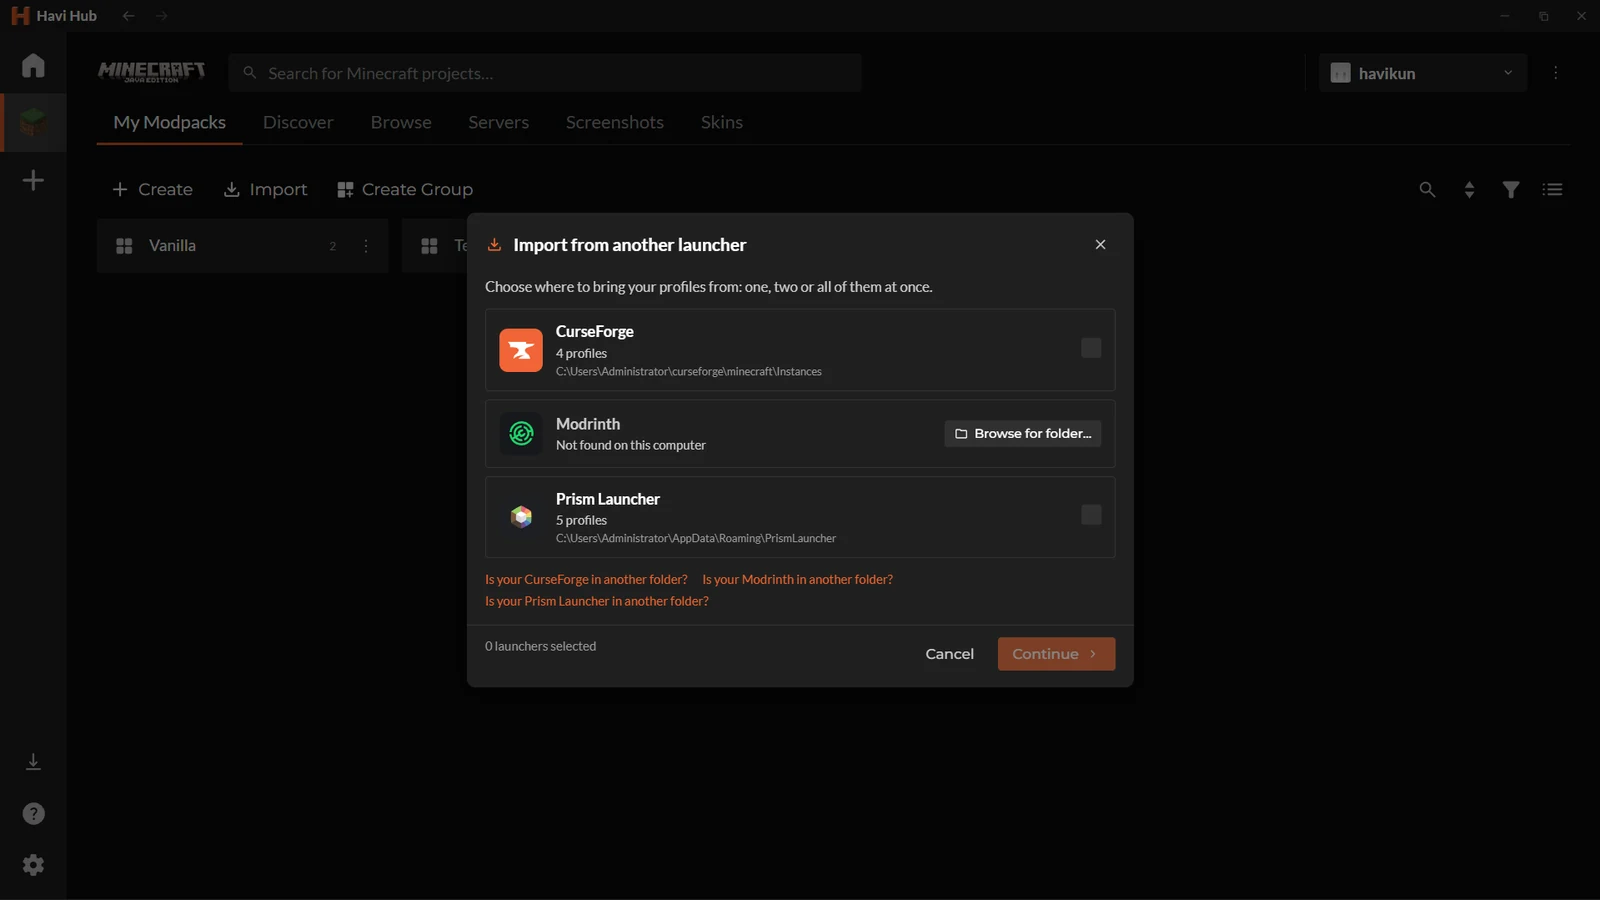 Havi Hub
MINECRAFT
JAVA EDITION
Search for Minecraft projects...
havikun
My Modpacks
Discover
Browse
Servers
Screenshots
Skins
Create
Import
Create Group
Vanilla
2
Te
Import from another launcher
Choose where to bring your profiles from: one, two or all of them at once.
CurseForge
4 profiles
C:\Users\Administrator\curseforge\minecraft\Instances
Modrinth
Not found on this computer
Browse for folder...
Prism Launcher
5 profiles
C:\Users\Administrator\AppData\Roaming\PrismLauncher
Is your CurseForge in another folder?
Is your Modrinth in another folder?
Is your Prism Launcher in another folder?
0 launchers selected
Cancel
Continue